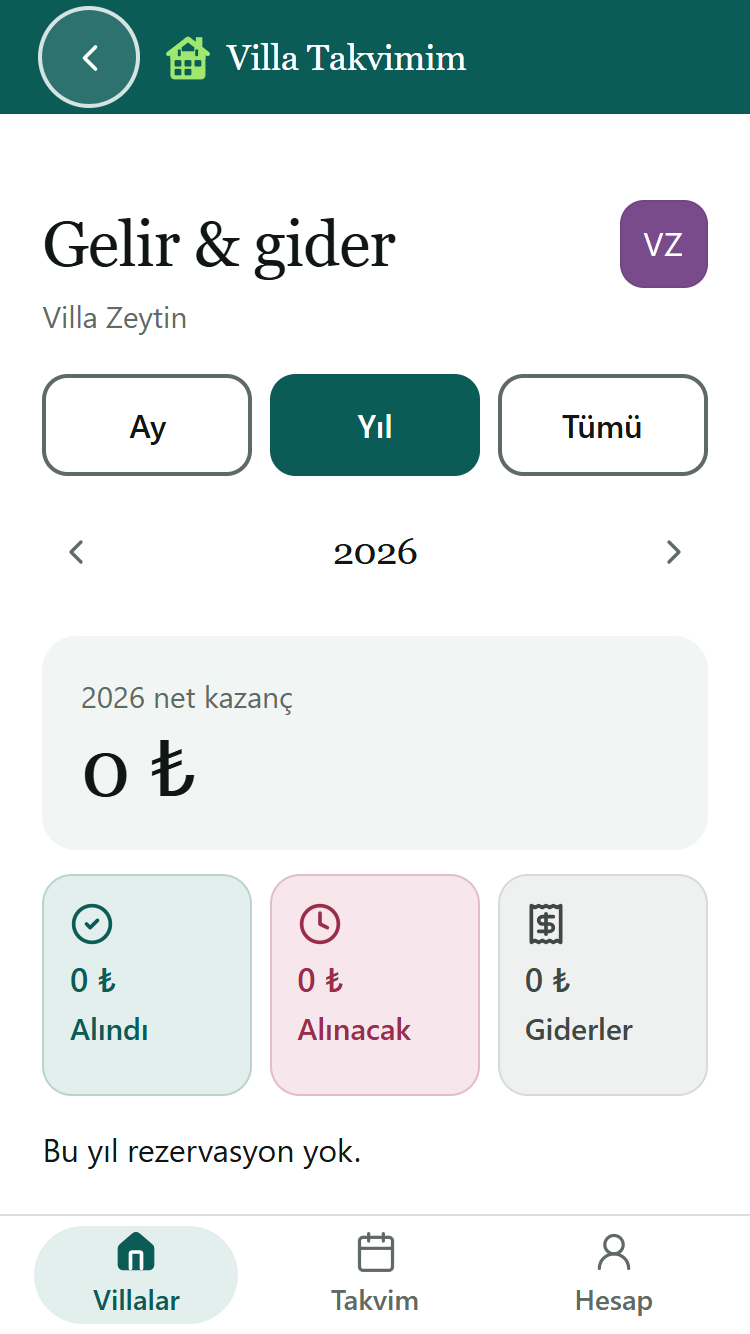 Villa Takvimim
Gelir & gider
VZ
Villa Zeytin
Ay
Yıl
Tümü
2026
2026 net kazanç
0 ₺
0 ₺
Alındı
0 ₺
Alınacak
0 ₺
Giderler
Bu yıl rezervasyon yok.
Villalar
Takvim
Hesap